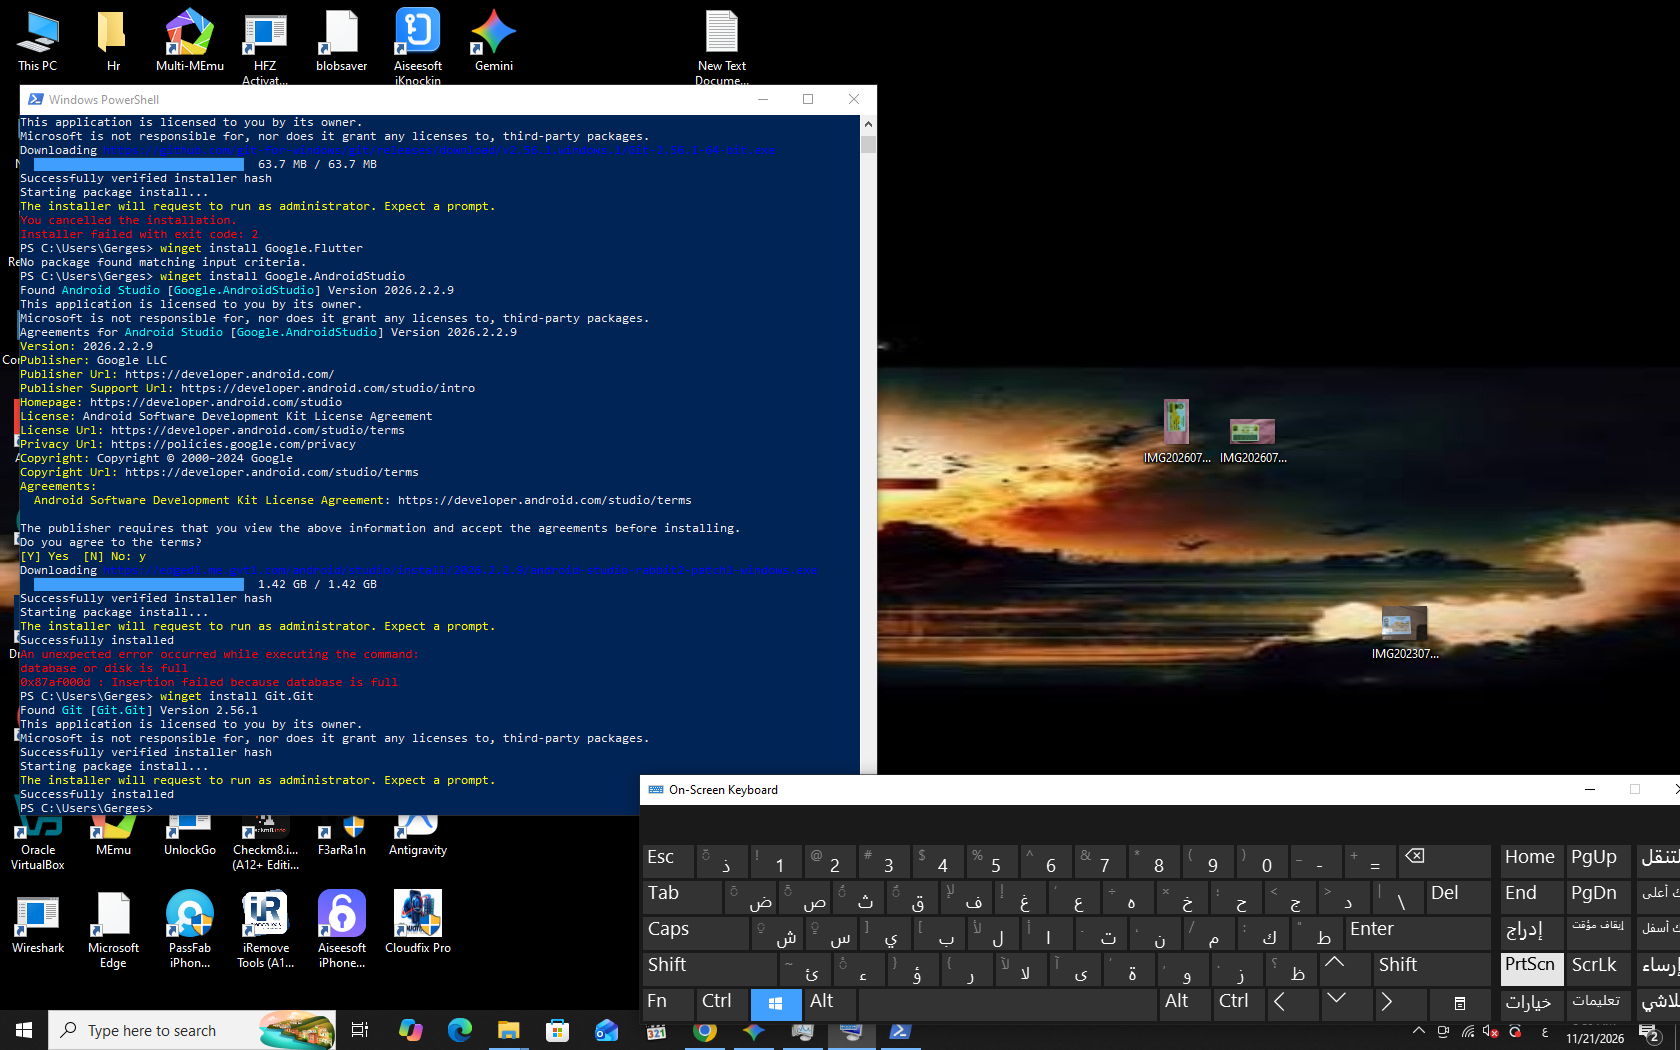 This PC
Hr
Multi-MEmu
HFZ
Activat...
blobsaver
Aiseesoft
iKnockin
Gemini
New Text
Docume...
Windows PowerShell
This application is licensed to you by its owner.
Microsoft is not responsible for, nor does it grant any licenses to, third-party packages.
Downloading
63.7 MB / 63.7 MB
Successfully verified installer hash
Starting package install...
The installer will request to run as administrator. Expect a prompt.
You cancelled the installation.
Installer failed with exit code: 2
PS C:\Users\Gerges> winget install Google.Flutter
No package found matching input criteria.
PS C:\Users\Gerges> winget install Google.AndroidStudio
Found Android Studio [Google.AndroidStudio] Version 2026.2.2.9
This application is licensed to you by its owner.
Microsoft is not responsible for, nor does it grant any licenses to, third-party packages.
Agreements for Android Studio [Google.AndroidStudio] Version 2026.2.2.9
Version: 2026.2.2.9
Publisher: Google LLC
Publisher Url: https://developer.android.com/
Publisher Support Url: https://developer.android.com/studio/intro
Homepage: https://developer.android.com/studio
License: Android Software Development Kit License Agreement
License Url: https://developer.android.com/studio/terms
Privacy Url: https://policies.google.com/privacy
Copyright: Copyright © 2000-2024 Google
Copyright Url: https://developer.android.com/studio/terms
Agreements:
Android Software Development Kit License Agreement: https://developer.android.com/studio/terms
The publisher requires that you view the above information and accept the agreements before installing.
Do you agree to the terms?
[Y] Yes [N] No: y
Downloading
1.42 GB / 1.42 GB
Successfully verified installer hash
Starting package install...
The installer will request to run as administrator. Expect a prompt.
Successfully installed
An unexpected error occurred while executing the command:
database or disk is full
0x87af000d : Insertion failed because database is full
PS C:\Users\Gerges> winget install Git.Git
Found Git [Git.Git] Version 2.56.1
This application is licensed to you by its owner.
Microsoft is not responsible for, nor does it grant any licenses to, third-party packages.
Successfully verified installer hash
Starting package install...
The installer will request to run as administrator. Expect a prompt.
Successfully installed
PS C:\Users\Gerges>
IMG202607...
IMG202607...
IMG202307...
Oracle
VirtualBox
MEmu
UnlockGo
Checkm8.i...
(A12+ Editi...
F3arRa1n
Antigravity
Wireshark
Microsoft
Edge
PassFab
iPhon...
iRemove
Tools (A1...
Aiseesoft
iPhone...
Cloudfix Pro
On-Screen Keyboard
Esc ذ ! 1 @ 2 # 3 $ 4 % 5 ^ 6 & 7 * 8 ( 9 ) 0 _ - + = Home PgUp
Tab ض ص ث ق ف غ ع ه خ ح ج د \ Del End PgDn
Caps ش س ي ب ل ا ت ن م ك ط Enter إدراج إيقاف مؤقت
Shift ئ ء ؤ ر لا ى ة و ز ظ Shift PrtScn ScrLk
Fn Ctrl Alt Alt Ctrl خيارات تعليمات
Type here to search
ع
11/21/2026
2